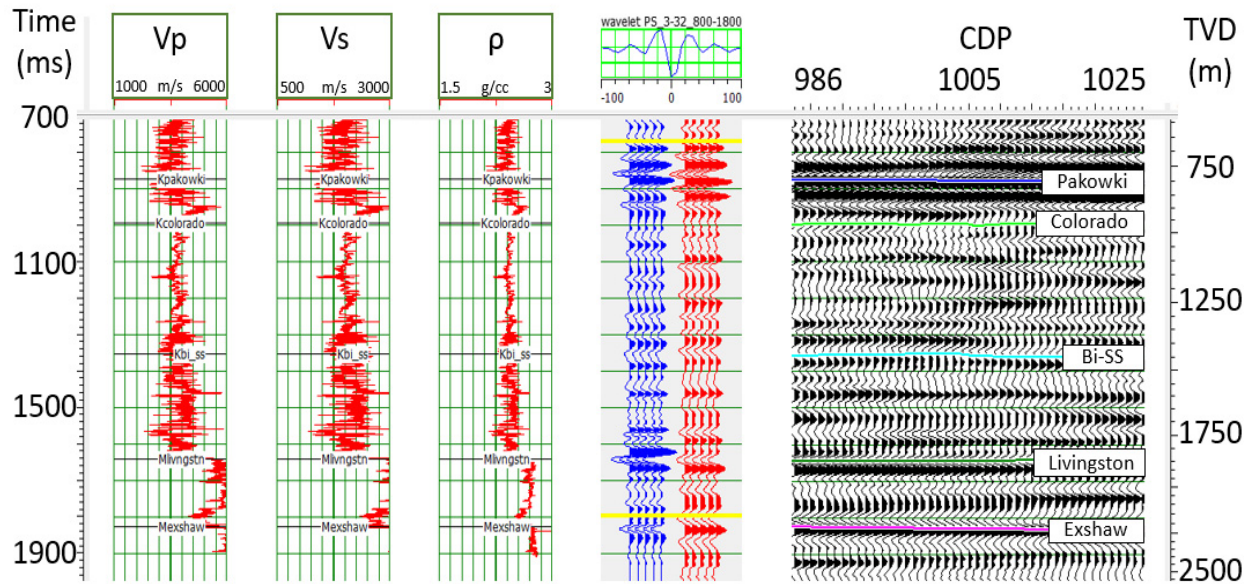 Time
(ms)
Vp
1000 m/s 6000
Vs
500 m/s 3000
ρ
1.5 g/cc 3
wavelet PS_3-32_800-1800
-100 0 100
CDP
986 1005 1025
TVD
(m)
700
1100
1500
1900
Kpakowki
Kcolorado
Kbi_ss
Mlivngstn
Mexshaw
Kpakowki
Kcolorado
Kbi_ss
Mlivngstn
Mexshaw
Kpakowki
Kcolorado
Kbi_ss
Mlivngstn
Mexshaw
Pakowki
Colorado
Bi-SS
Livingston
Exshaw
750
1250
1750
2500